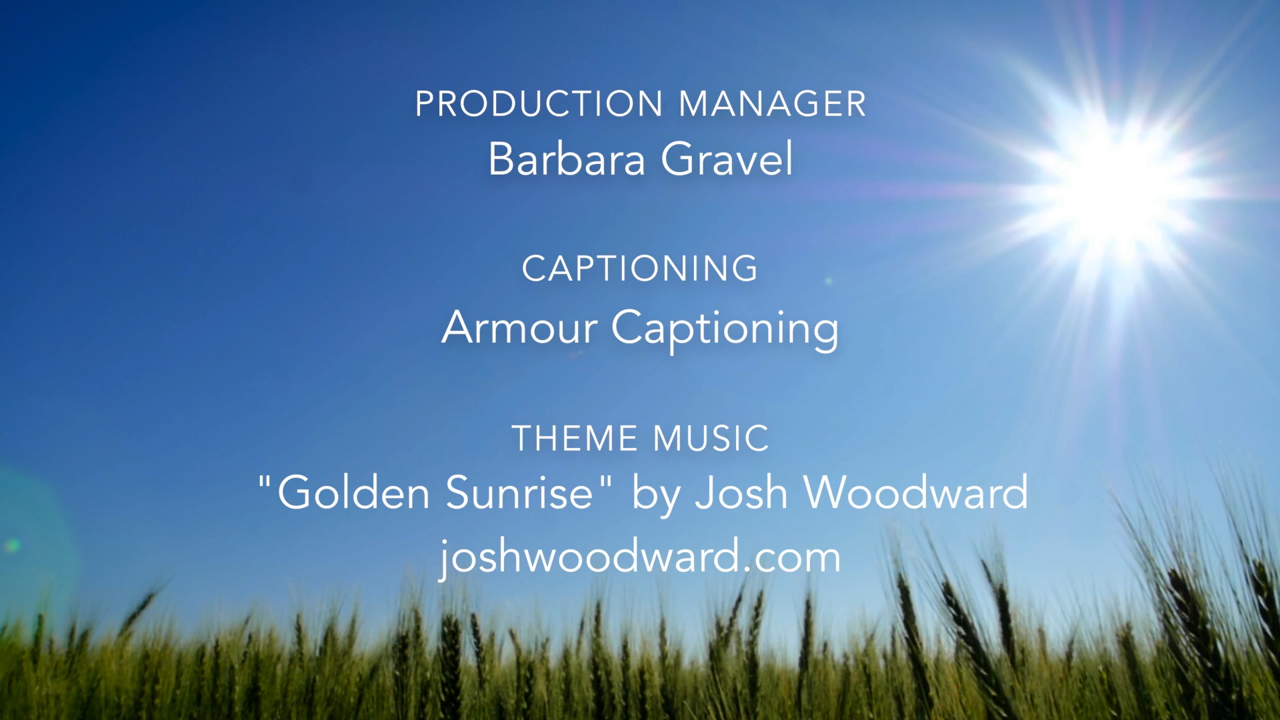 PRODUCTION MANAGER
Barbara Gravel
CAPTIONING
Armour Captioning
THEME MUSIC
"Golden Sunrise" by Josh Woodward
joshwoodward.com